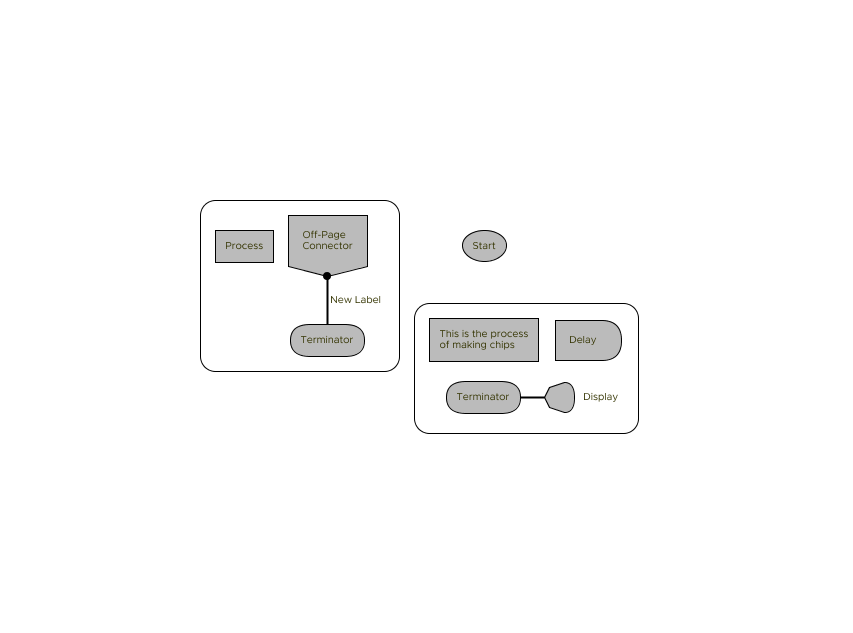 Process
Off-Page
Connector
New Label
Terminator
Start
This is the process
of making chips
Delay
Terminator
Display